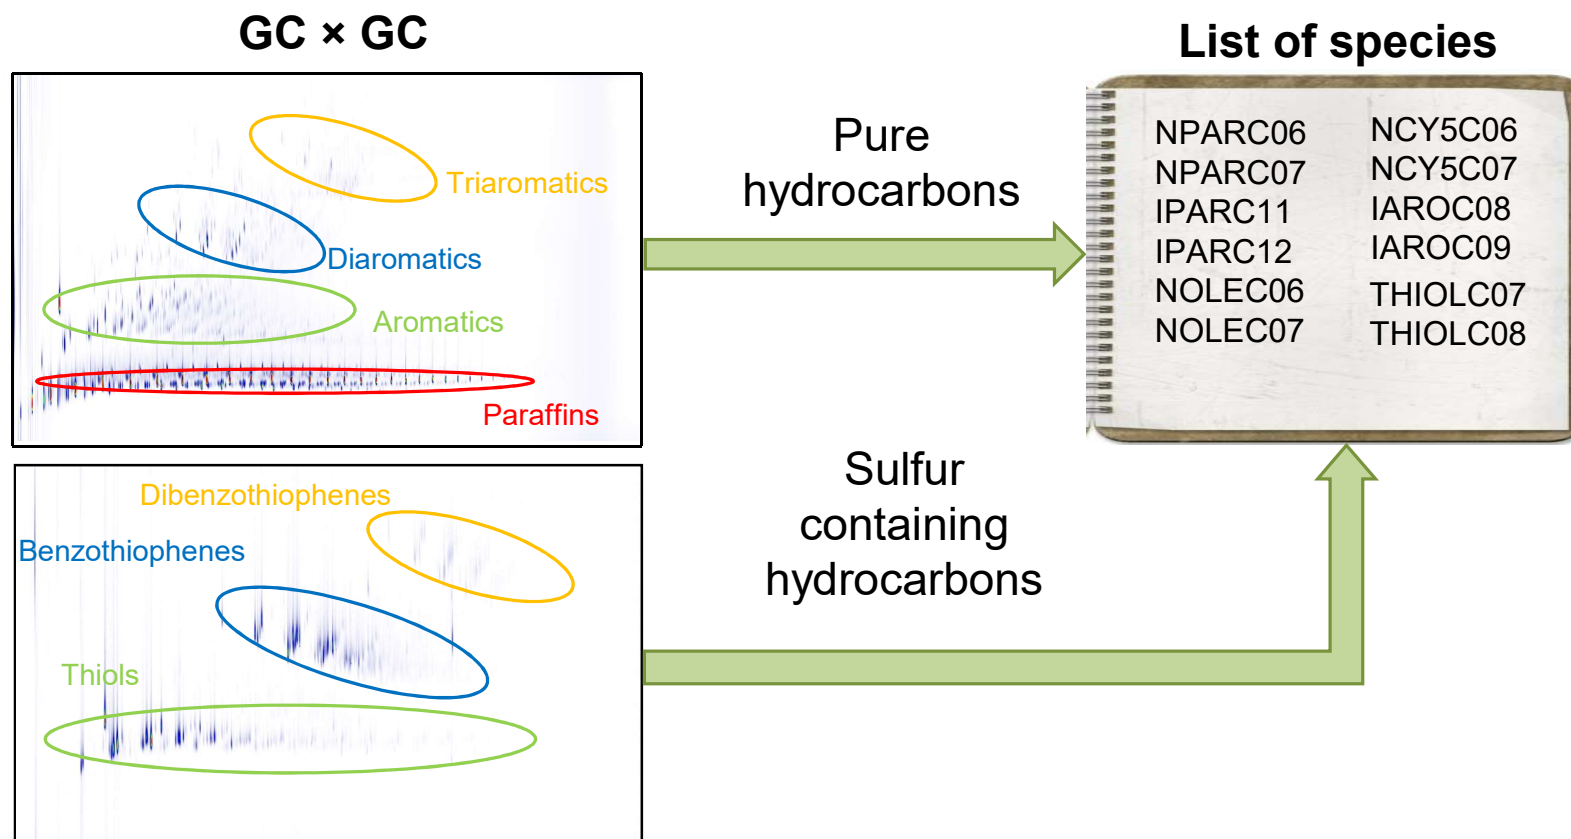 GC × GC
Triaromatics
Diaromatics
Aromatics
Paraffins
Dibenzothiophenes
Benzothiophenes
Thiols
Pure
hydrocarbons
Sulfur
containing
hydrocarbons
List of species
NPARC06
NPARC07
IPARC11
IPARC12
NOLEC06
NOLEC07
NCY5C06
NCY5C07
IAROC08
IAROC09
THIOLC07
THIOLC08